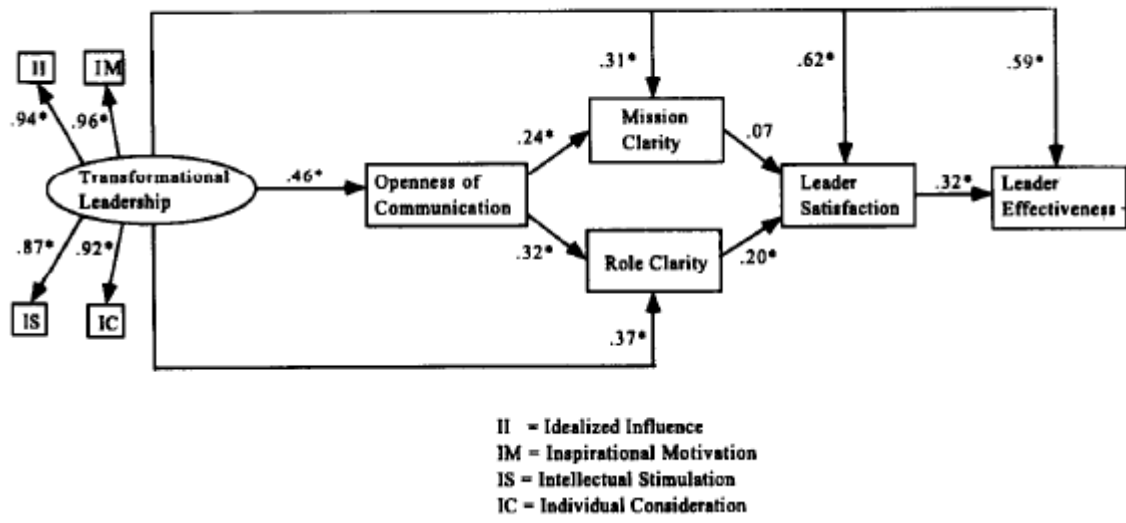 II
IM
.94*
.96*
.31*
.62*
.59*
Mission
Clarity
.24*
.07
Transformational
Leadership
.46*
Openness of
Communication
Leader
Satisfaction
.32*
Leader
Effectiveness
.87*
.92*
.32*
Role Clarity
.20*
IS
IC
.37*
II = Idealized Influence
IM = Inspirational Motivation
IS = Intellectual Stimulation
IC = Individual Consideration